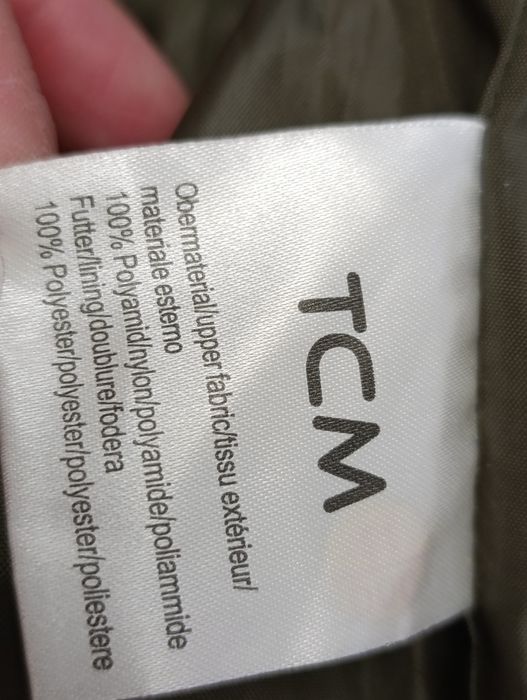 TCM
Obermaterial/upper fabric/tissu extérieur/
materiale esterno
100% Polyamid/nylon/polyamide/poliammide
Futter/lining/doublure/fodera
100% Polyester/polyester/polyester/poliestere